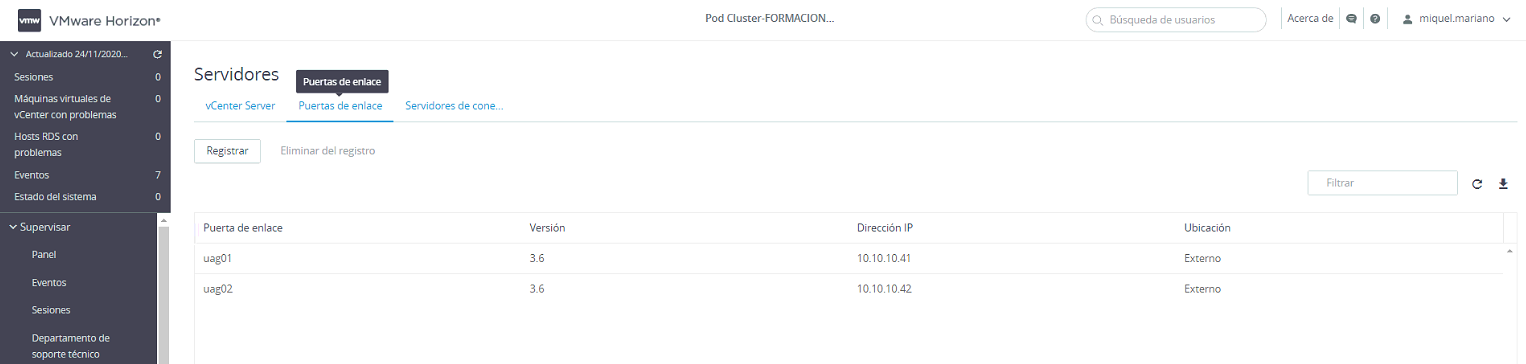 vmw VMware Horizon®
Pod Cluster-FORMACION...
Búsqueda de usuarios
Acerca de
miquel.mariano
Actualizado 24/11/2020...
Sesiones 0
Máquinas virtuales de 0
vCenter con problemas
Hosts RDS con 0
problemas
Eventos 7
Estado del sistema 0
Supervisar
Panel
Eventos
Sesiones
Departamento de
soporte técnico
Servidores
Puertas de enlace
vCenter Server Puertas de enlace Servidores de cone...
Registrar Eliminar del registro
Filtrar
Puerta de enlace Versión Dirección IP Ubicación
uag01 3.6 10.10.10.41 Externo
uag02 3.6 10.10.10.42 Externo